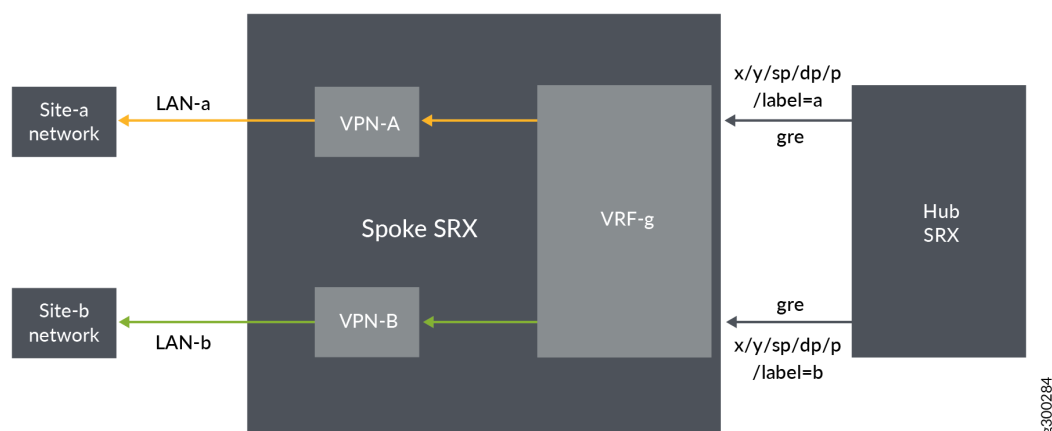 x/y/sp/dp/p
/label=a
gre
LAN-a
Site-a
network
VPN-A
VRF-g
Hub
SRX
Spoke SRX
Site-b
network
LAN-b
VPN-B
gre
x/y/sp/dp/p
/label=b
g300284